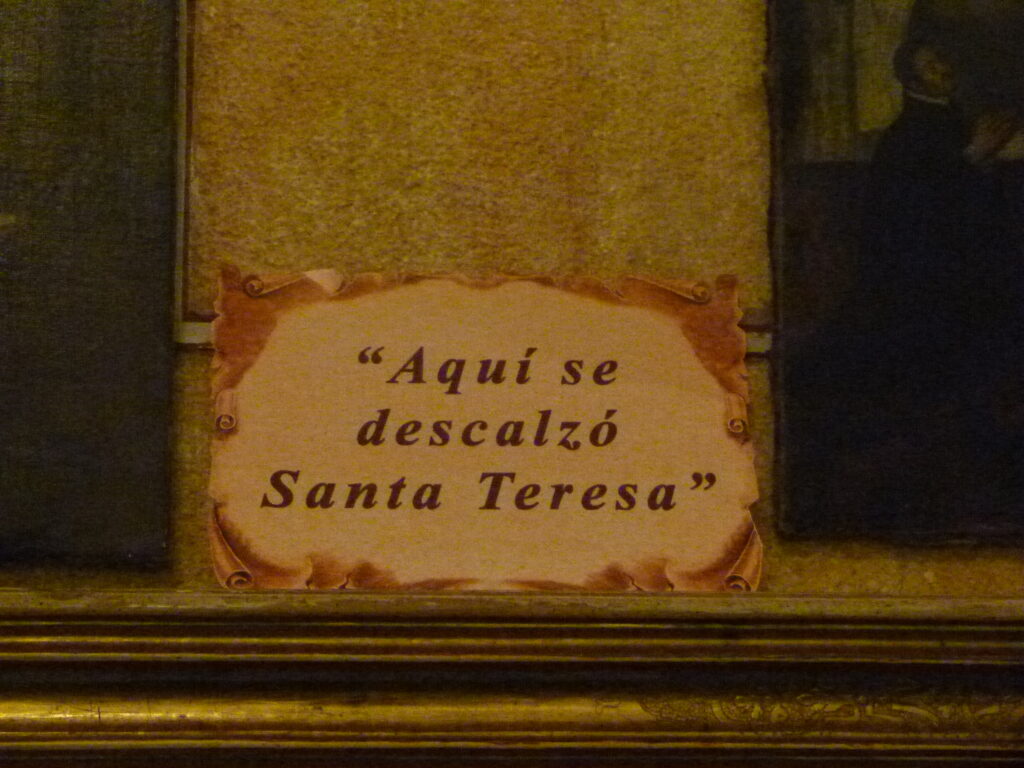 “Aquí se
descalzó
Santa Teresa”